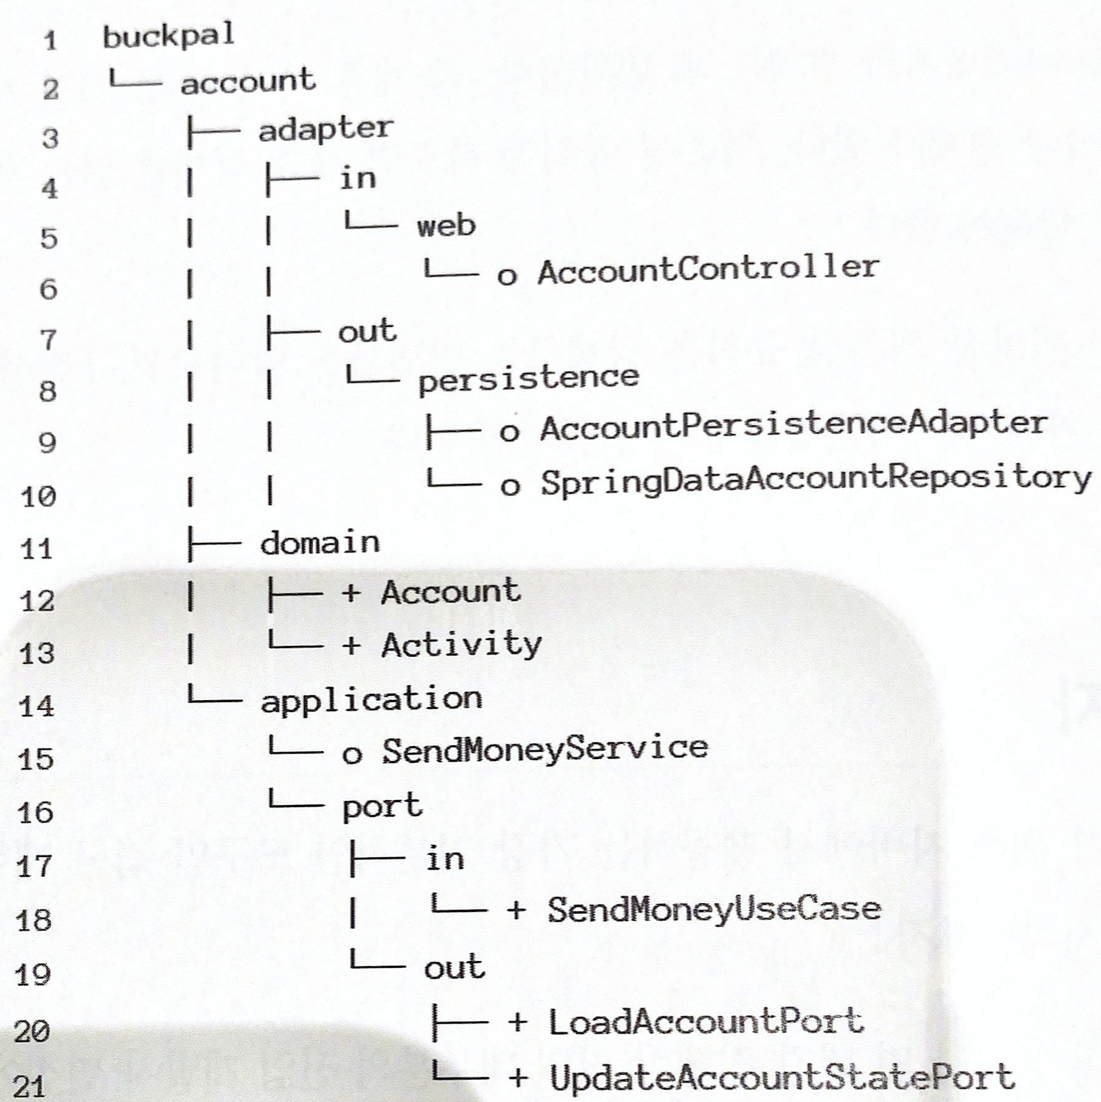 1 buckpal
2 └── account
3 ├── adapter
4 | ├── in
5 | | └── web
6 | | └── o AccountController
7 | ├── out
8 | | └── persistence
9 | | ├── o AccountPersistenceAdapter
10 | | └── o SpringDataAccountRepository
11 ├── domain
12 | ├── + Account
13 | └── + Activity
14 └── application
15 └── o SendMoneyService
16 └── port
17 ├── in
18 | └── + SendMoneyUseCase
19 └── out
20 ├── + LoadAccountPort
21 └── + UpdateAccountStatePort